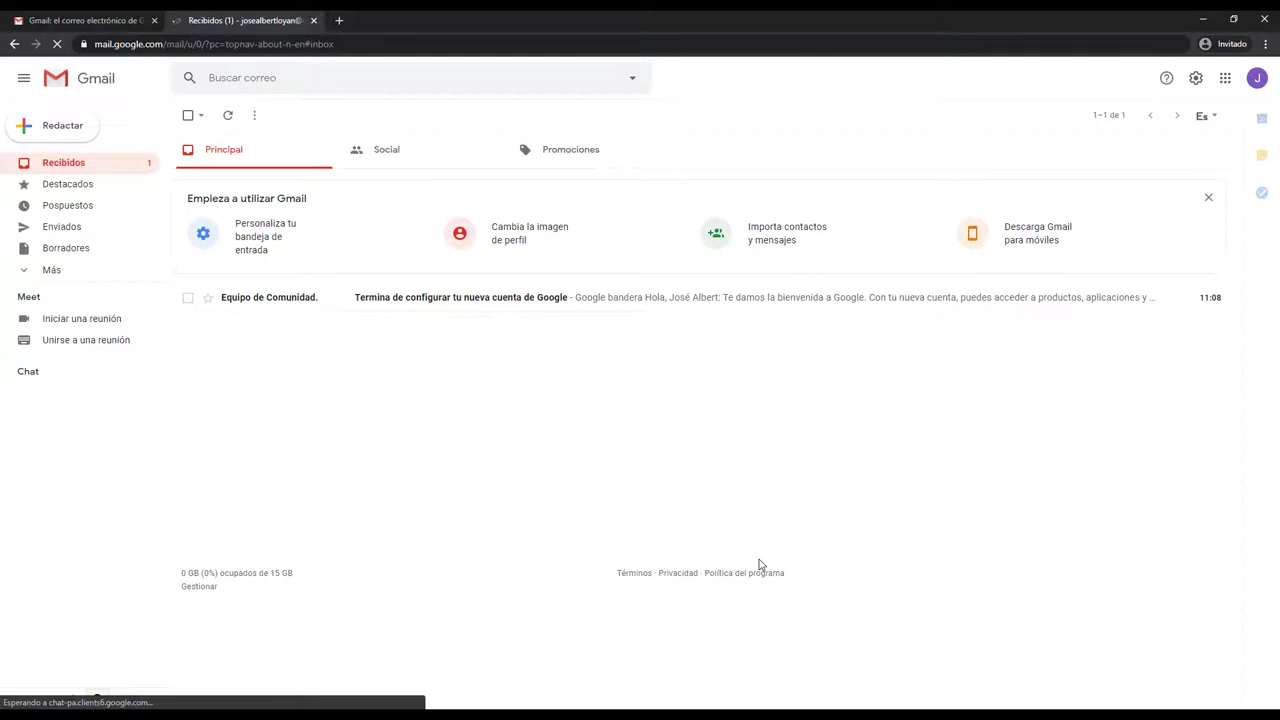 Gmail: el correo electrónico de G
Recibidos (1) - josealbertloyan@
mail.google.com/mail/u/0/?pc=topnav-about-n-en#inbox
Invitado
Gmail
Buscar correo
J
Redactar
1–1 de 1
Es
Recibidos 1
Destacados
Pospuestos
Enviados
Borradores
Más
Meet
Iniciar una reunión
Unirse a una reunión
Chat
Principal
Social
Promociones
Empieza a utilizar Gmail
Personaliza tu
bandeja de
entrada
Cambia la imagen
de perfil
Importa contactos
y mensajes
Descarga Gmail
para móviles
Equipo de Comunidad. Termina de configurar tu nueva cuenta de Google - Google bandera Hola, José Albert: Te damos la bienvenida a Google. Con tu nueva cuenta, puedes acceder a productos, aplicaciones y ... 11:08
0 GB (0%) ocupados de 15 GB
Gestionar
Términos · Privacidad · Política del programa
Esperando a chat-pa.clients6.google.com...